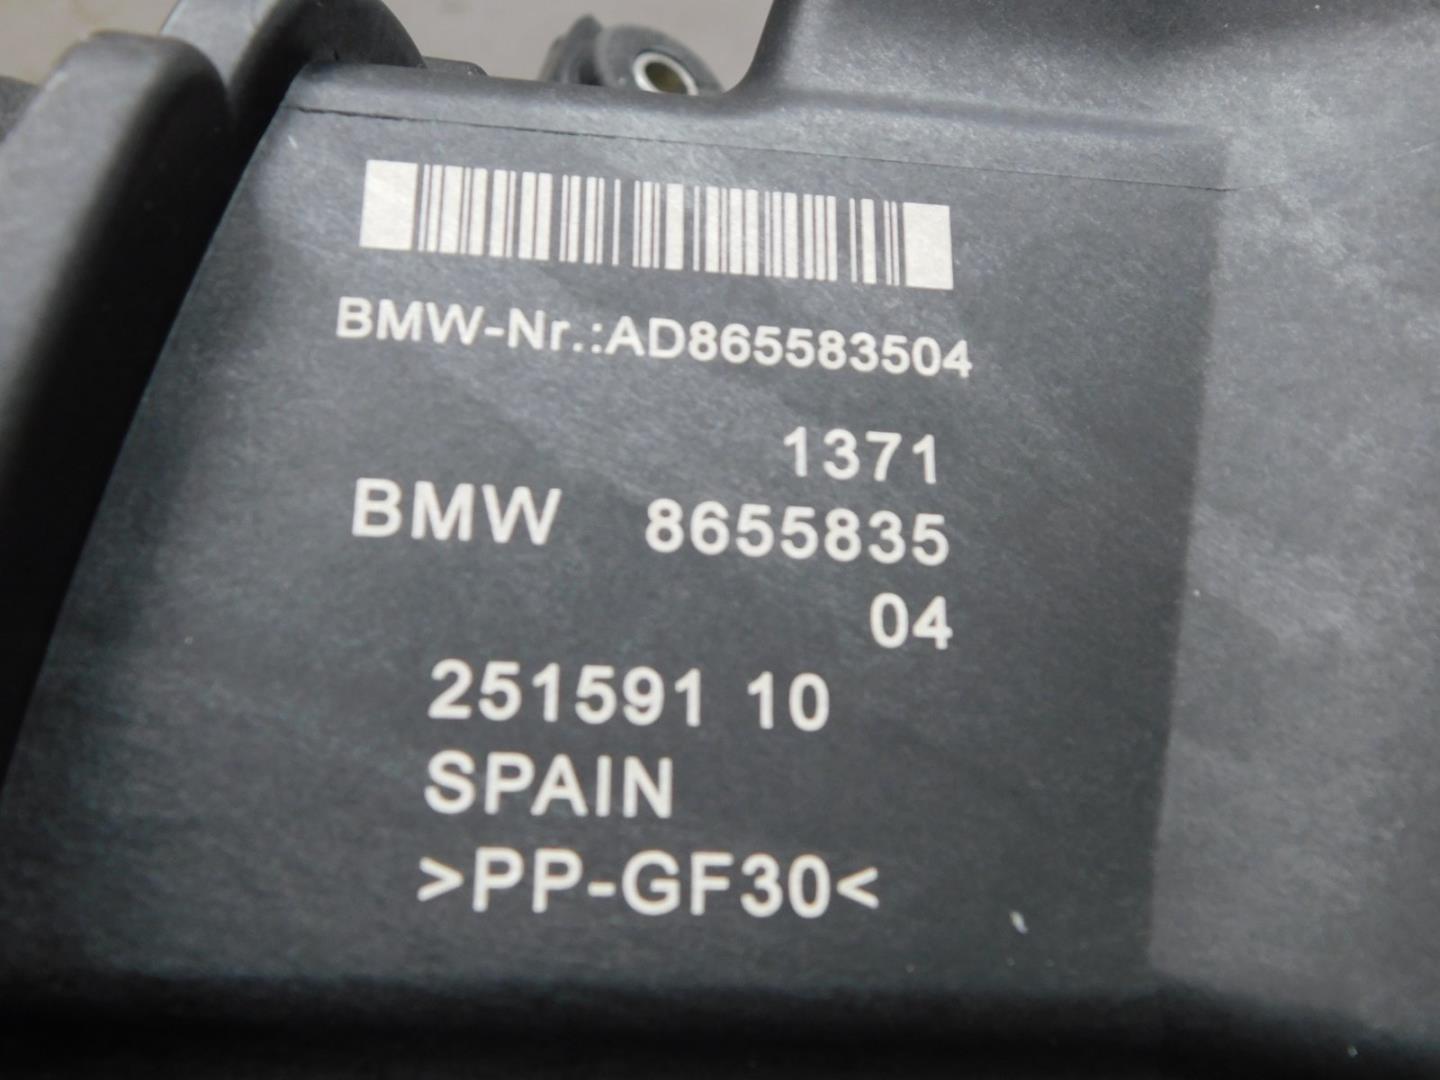 BMW-Nr.:AD865583504
1371
BMW 8655835
04
251591 10
SPAIN
>PP-GF30<